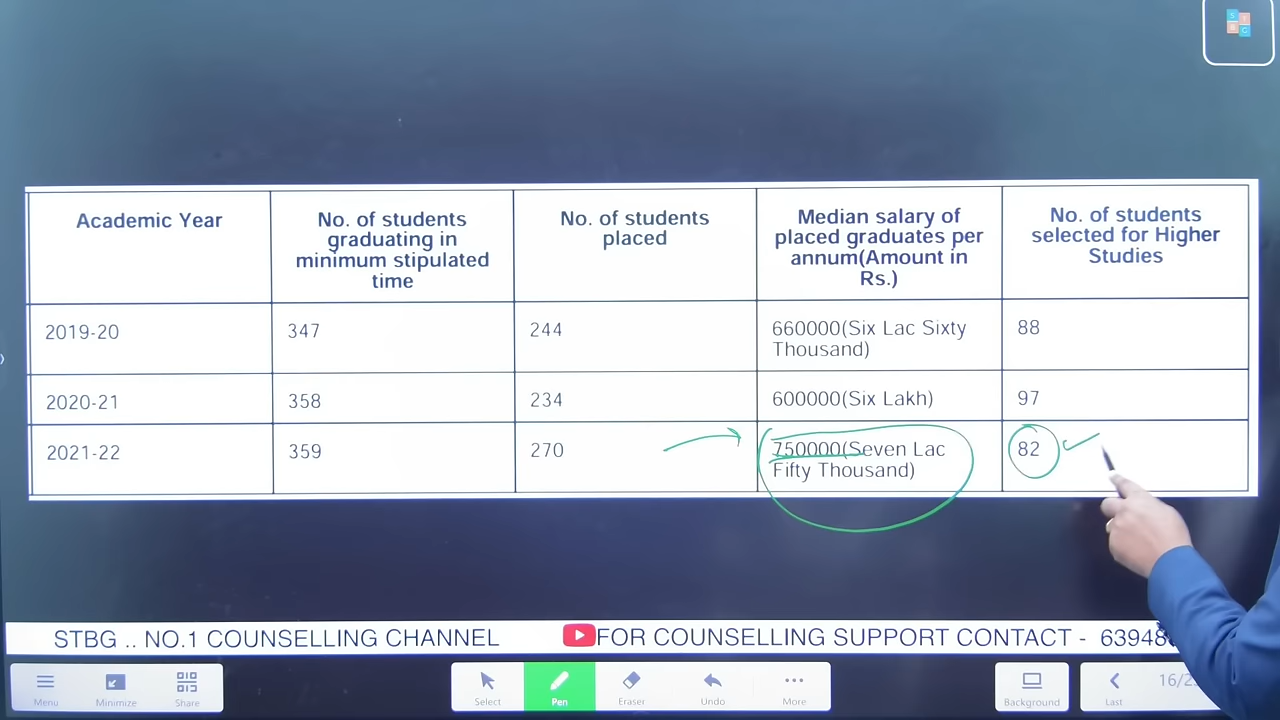 S T
B G
Academic Year
No. of students
graduating in
minimum stipulated
time
No. of students
placed
Median salary of
placed graduates per
annum(Amount in
Rs.)
No. of students
selected for Higher
Studies
2019-20
347
244
660000(Six Lac Sixty
Thousand)
88
2020-21
358
234
600000(Six Lakh)
97
2021-22
359
270
750000(Seven Lac
Fifty Thousand)
82
STBG .. NO.1 COUNSELLING CHANNEL
FOR COUNSELLING SUPPORT CONTACT - 6394
Menu
Minimize
Share
Select
Pen
Eraser
Undo
More
Background
Last